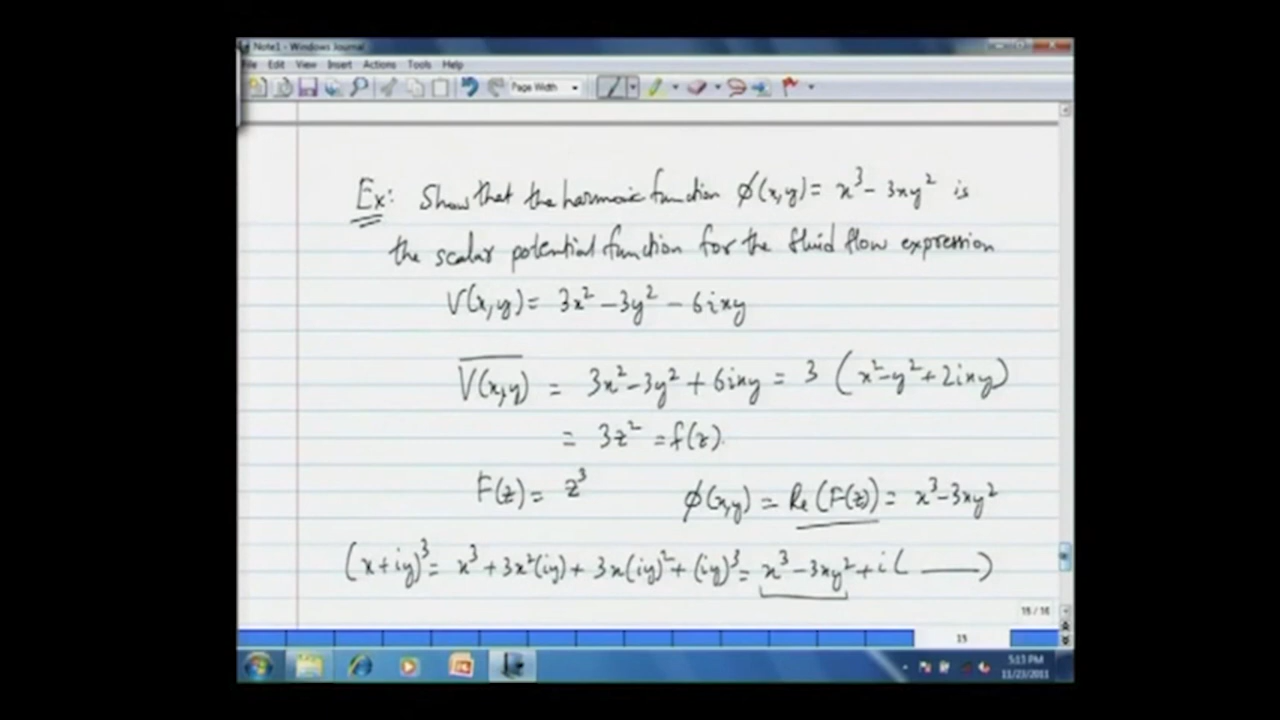 Note1 - Windows Journal
File Edit View Insert Actions Tools Help
Page Width
Ex: Show that the harmonic function φ(x,y) = x³ - 3xy² is
the scalar potential function for the fluid flow expression
V(x,y) = 3x² - 3y² - 6ixy
\overline{V(x,y)} = 3x² - 3y² + 6ixy = 3 (x² - y² + 2ixy)
= 3z² = f(z).
F(z) = z³ φ(x,y) = Re (F(z)) = x³ - 3xy²
(x+iy)³ = x³ + 3x²(iy) + 3x(iy)² + (iy)³ = x³ - 3xy² + i( —— )
15
5:13 PM
11/23/2011